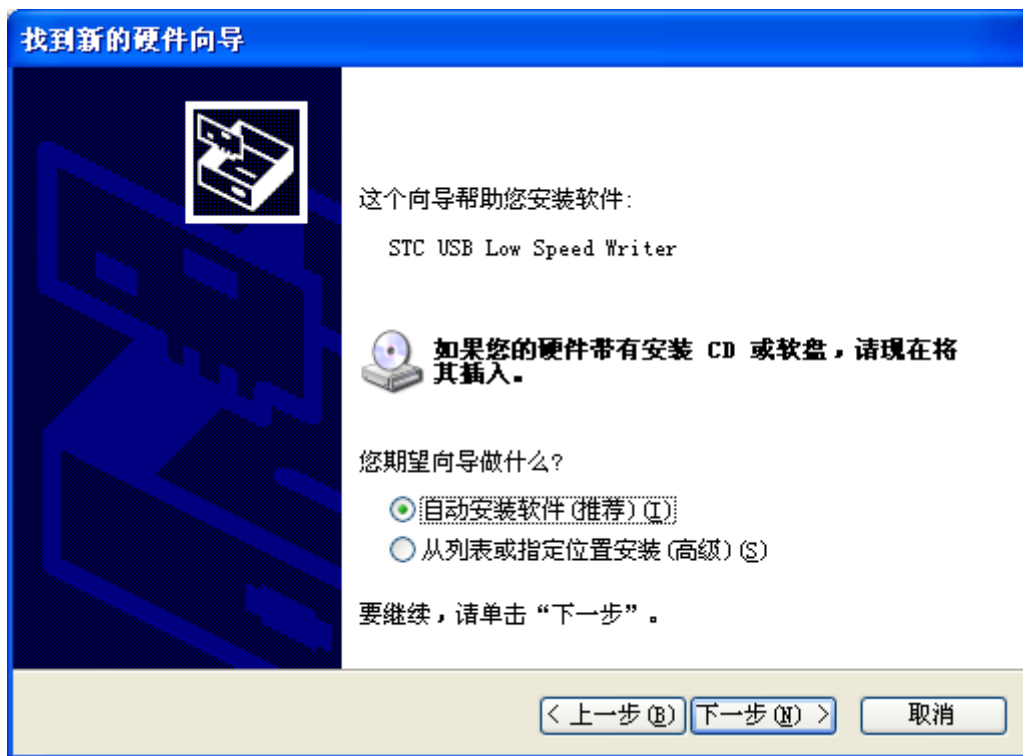 找到新的硬件向导
这个向导帮助您安装软件:
STC USB Low Speed Writer
如果您的硬件带有安装 CD 或软盘，请现在将
其插入。
您期望向导做什么?
自动安装软件(推荐)(I)
从列表或指定位置安装(高级)(S)
要继续，请单击“下一步”。
< 上一步(B) 下一步(N) > 取消